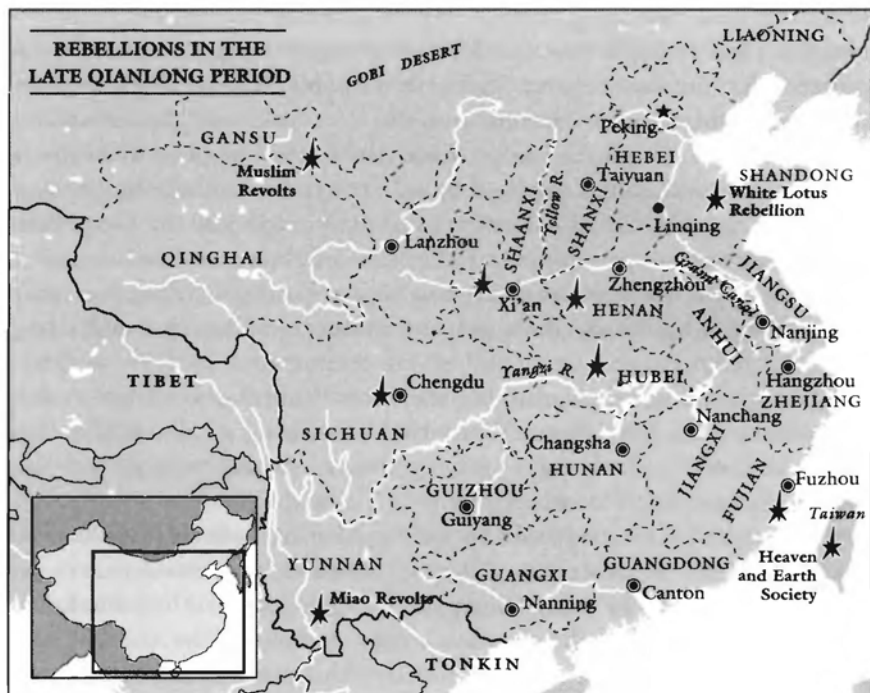 REBELLIONS IN THE
LATE QIANLONG PERIOD
GOBI DESERT
LIAONING
GANSU
Muslim
Revolts
Peking
HEBEI
Taiyuan
SHANDONG
White Lotus
Rebellion
Linqing
SHAANXI
Yellow R.
SHANXI
Lanzhou
QINGHAI
Xi'an
Zhengzhou
HENAN
Grand Canal
JIANGSU
ANHUI
Nanjing
TIBET
Chengdu
SICHUAN
Yangzi R.
HUBEI
Hangzhou
ZHEJIANG
Nanchang
Changsha
HUNAN
JIANGXI
FUJIAN
Fuzhou
Taiwan
GUIZHOU
Guiyang
YUNNAN
Miao Revolts
GUANGXI
Nanning
GUANGDONG
Canton
Heaven
and Earth
Society
TONKIN